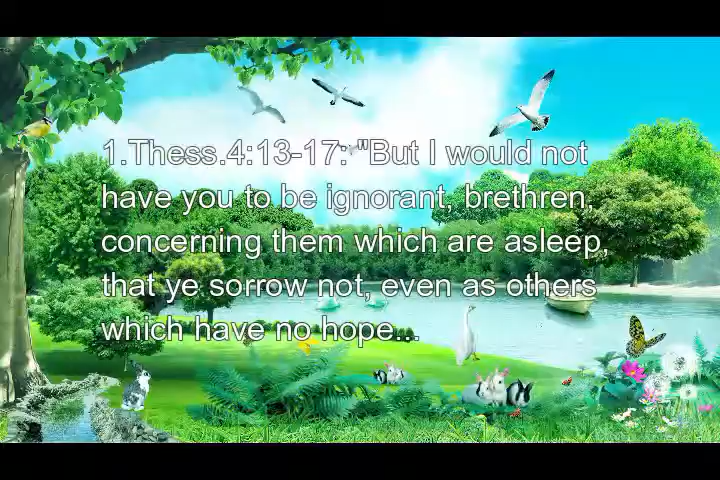 1.Thess.4:13-17: "But I would not
have you to be ignorant, brethren,
concerning them which are asleep,
that ye sorrow not, even as others
which have no hope...